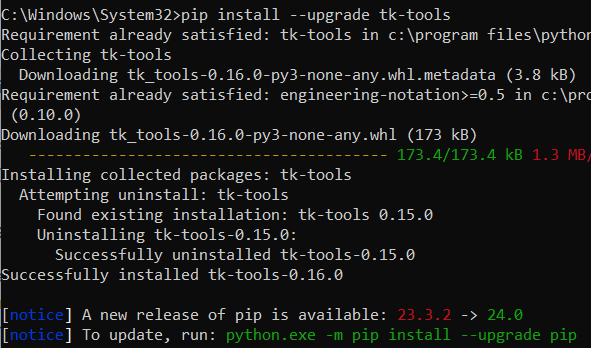 C:\Windows\System32>pip install --upgrade tk-tools
Requirement already satisfied: tk-tools in c:\program files\python
Collecting tk-tools
  Downloading tk_tools-0.16.0-py3-none-any.whl.metadata (3.8 kB)
Requirement already satisfied: engineering-notation>=0.5 in c:\pro
 (0.10.0)
Downloading tk_tools-0.16.0-py3-none-any.whl (173 kB)
   ---------------------------------------- 173.4/173.4 kB 1.3 MB/
Installing collected packages: tk-tools
  Attempting uninstall: tk-tools
    Found existing installation: tk-tools 0.15.0
    Uninstalling tk-tools-0.15.0:
      Successfully uninstalled tk-tools-0.15.0
Successfully installed tk-tools-0.16.0
[notice] A new release of pip is available: 23.3.2 -> 24.0
[notice] To update, run: python.exe -m pip install --upgrade pip